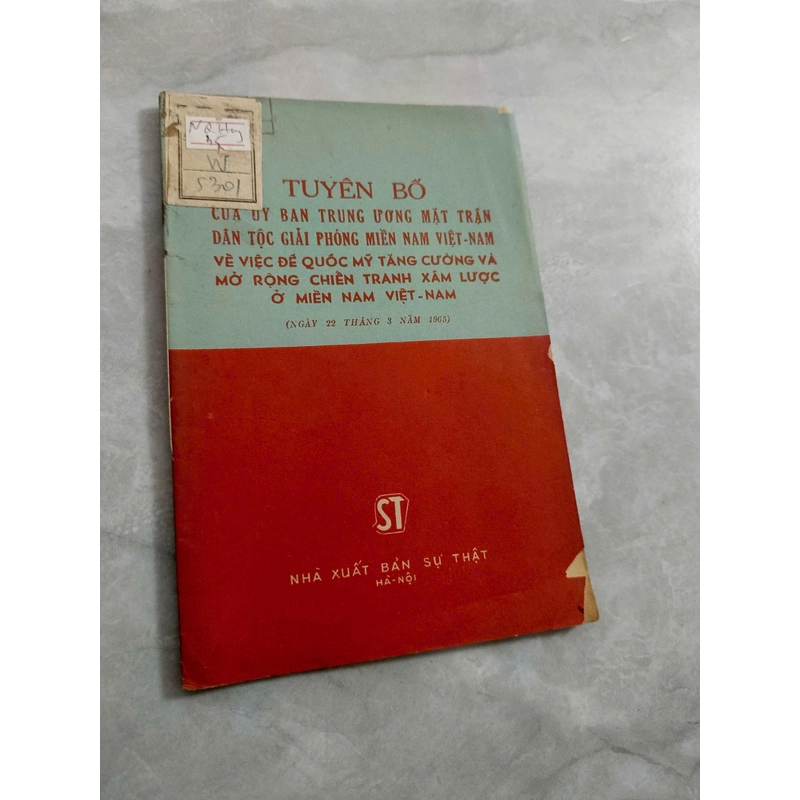 W
5301
TUYÊN BỐ
CỦA ỦY BAN TRUNG ƯƠNG MẶT TRẬN
DÂN TỘC GIẢI PHÓNG MIỀN NAM VIỆT-NAM
VỀ VIỆC ĐẾ QUỐC MỸ TĂNG CƯỜNG VÀ
MỞ RỘNG CHIẾN TRANH XÂM LƯỢC
Ở MIỀN NAM VIỆT-NAM
(NGÀY 22 THÁNG 3 NĂM 1965)
ST
NHÀ XUẤT BẢN SỰ THẬT
HÀ-NỘI